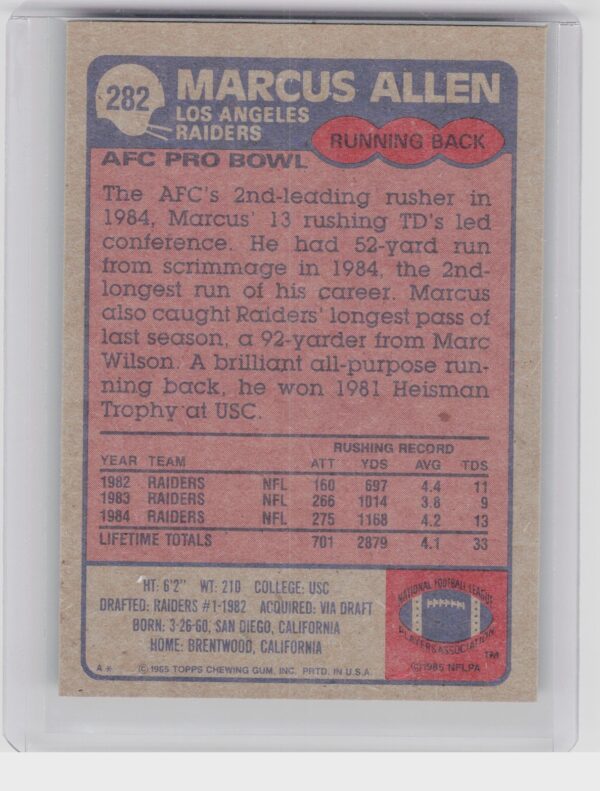 282
MARCUS ALLEN
LOS ANGELES
RAIDERS
RUNNING BACK
AFC PRO BOWL
The AFC's 2nd-leading rusher in
1984, Marcus' 13 rushing TD's led
conference. He had 52-yard run
from scrimmage in 1984, the 2nd-
longest run of his career. Marcus
also caught Raiders' longest pass of
last season, a 92-yarder from Marc
Wilson. A brilliant all-purpose run-
ning back, he won 1981 Heisman
Trophy at USC.
RUSHING RECORD
YEAR TEAM ATT YDS AVG TDS
1982 RAIDERS NFL 160 697 4.4 11
1983 RAIDERS NFL 266 1014 3.8 9
1984 RAIDERS NFL 275 1168 4.2 13
LIFETIME TOTALS 701 2879 4.1 33
HT: 6'2" WT: 210 COLLEGE: USC
DRAFTED: RAIDERS #1-1982 ACQUIRED: VIA DRAFT
BORN: 3-26-60, SAN DIEGO, CALIFORNIA
HOME: BRENTWOOD, CALIFORNIA
A * © 1985 TOPPS CHEWING GUM, INC. PRTD. IN U.S.A.
NATIONAL FOOTBALL LEAGUE
PLAYERS ASSOCIATION
TM
© 1985 NFLPA